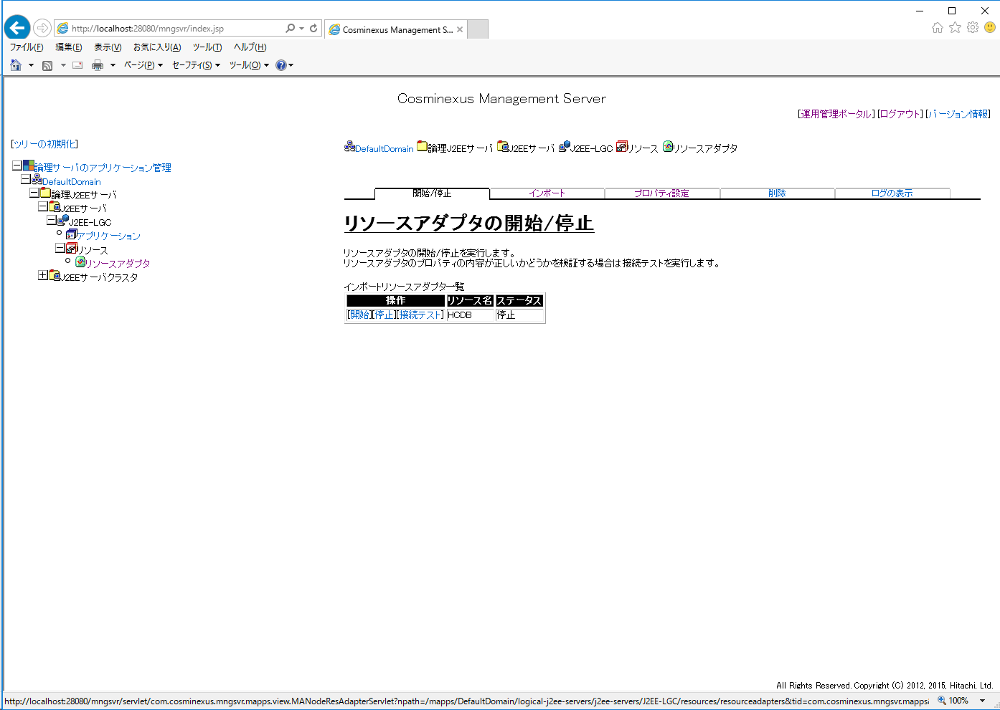 http://localhost:28080/mngsvr/index.jsp
Cosminexus Management S...
ファイル(F) 編集(E) 表示(V) お気に入り(A) ツール(T) ヘルプ(H)
ページ(P) セーフティ(S) ツール(O)
Cosminexus Management Server
[運用管理ポータル] [ログアウト] [バージョン情報]
[ツリーの初期化]
DefaultDomain 論理J2EEサーバ J2EEサーバ J2EE-LGC リソース リソースアダプタ
論理サーバのアプリケーション管理
DefaultDomain
論理J2EEサーバ
J2EEサーバ
J2EE-LGC
アプリケーション
リソース
リソースアダプタ
J2EEサーバクラスタ
開始/停止 インポート プロパティ設定 削除 ログの表示
リソースアダプタの開始/停止
リソースアダプタの開始/停止を実行します。
リソースアダプタのプロパティの内容が正しいかどうかを検証する場合は接続テストを実行します。
インポートリソースアダプター覧
操作 リソース名 ステータス
[開始][停止][接続テスト] HCDB 停止
All Rights Reserved. Copyright (C) 2012, 2015, Hitachi, Ltd.
http://localhost:28080/mngsvr/servlet/com.cosminexus.mngsvr.mapps.view.MANodeResAdapterServlet?npath=/mapps/DefaultDomain/logical-j2ee-servers/j2ee-servers/J2EE-LGC/resources/resourceadapters&tid=com.cosminexus.mngsvr.mapps 100%